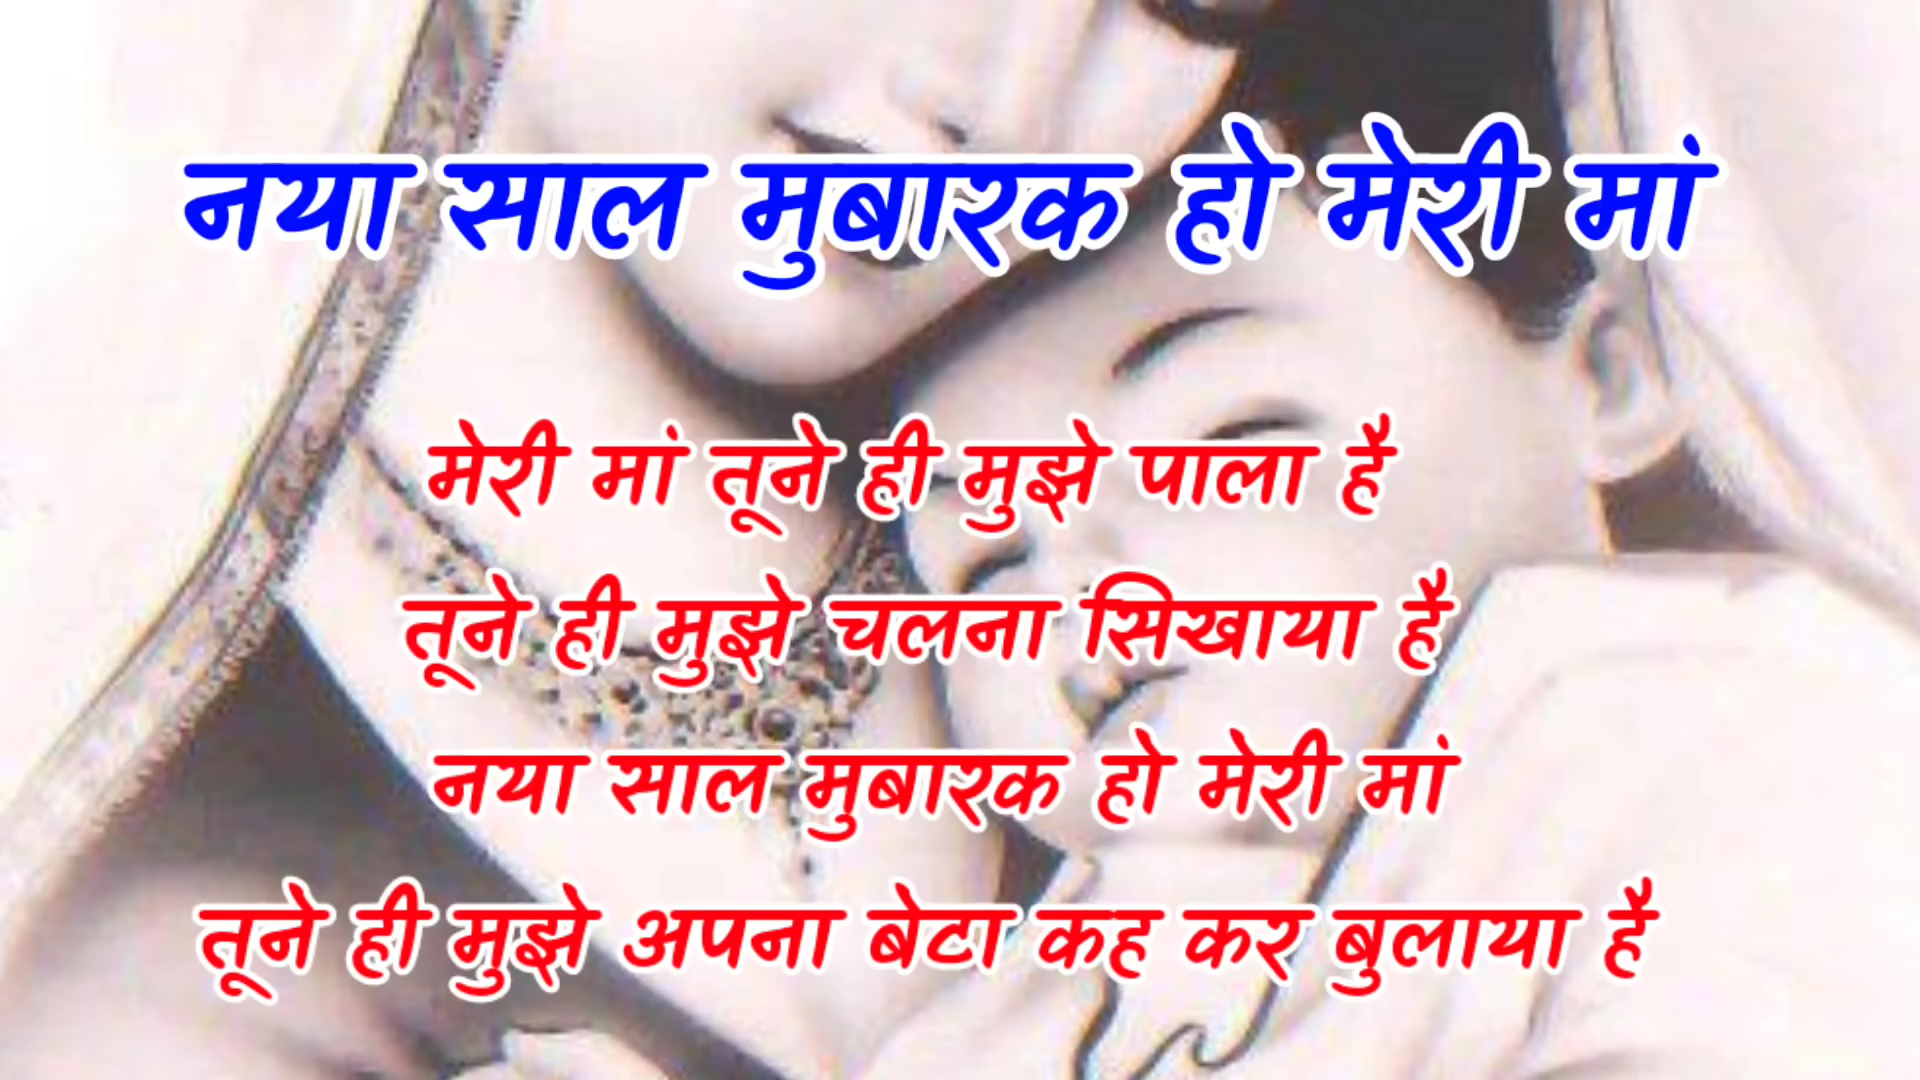 नया साल मुबारक हो मेरी मां
मेरी मां तूने ही मुझे पाला है
तूने ही मुझे चलना सिखाया है
नया साल मुबारक हो मेरी मां
तूने ही मुझे अपना बेटा कह कर बुलाया है